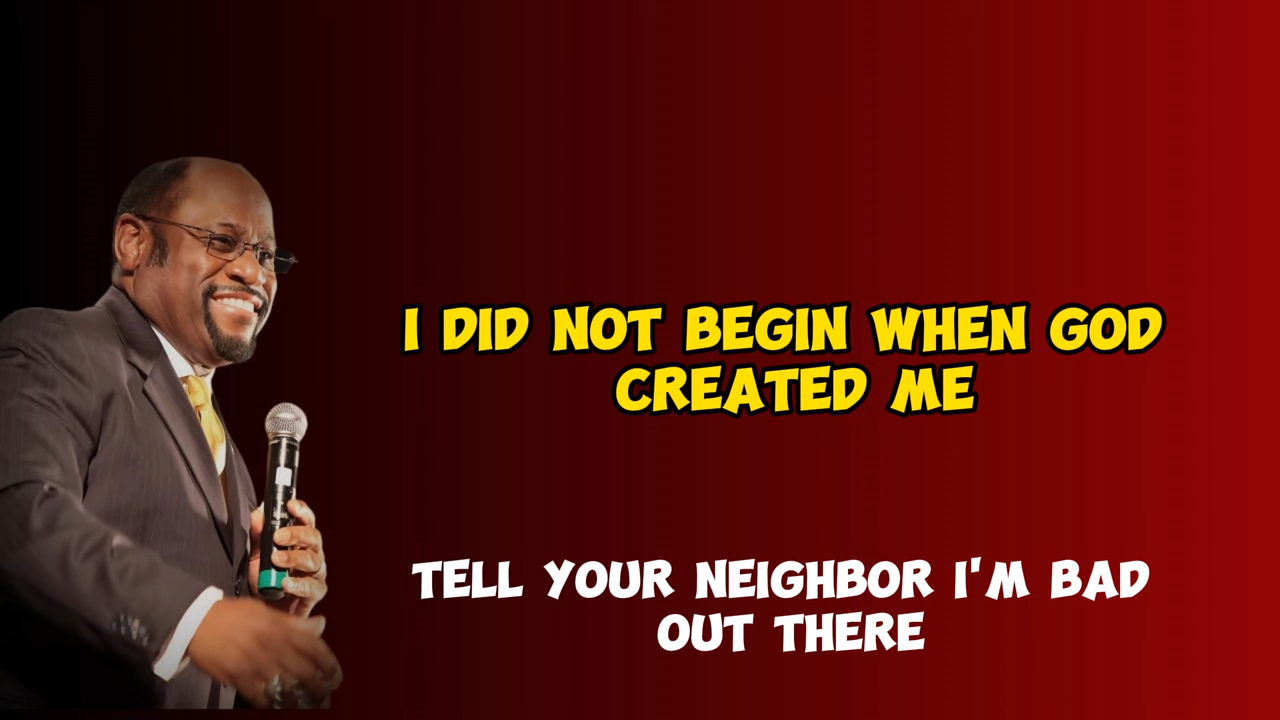 I DID NOT BEGIN WHEN GOD
CREATED ME
TELL YOUR NEIGHBOR I'M BAD
OUT THERE